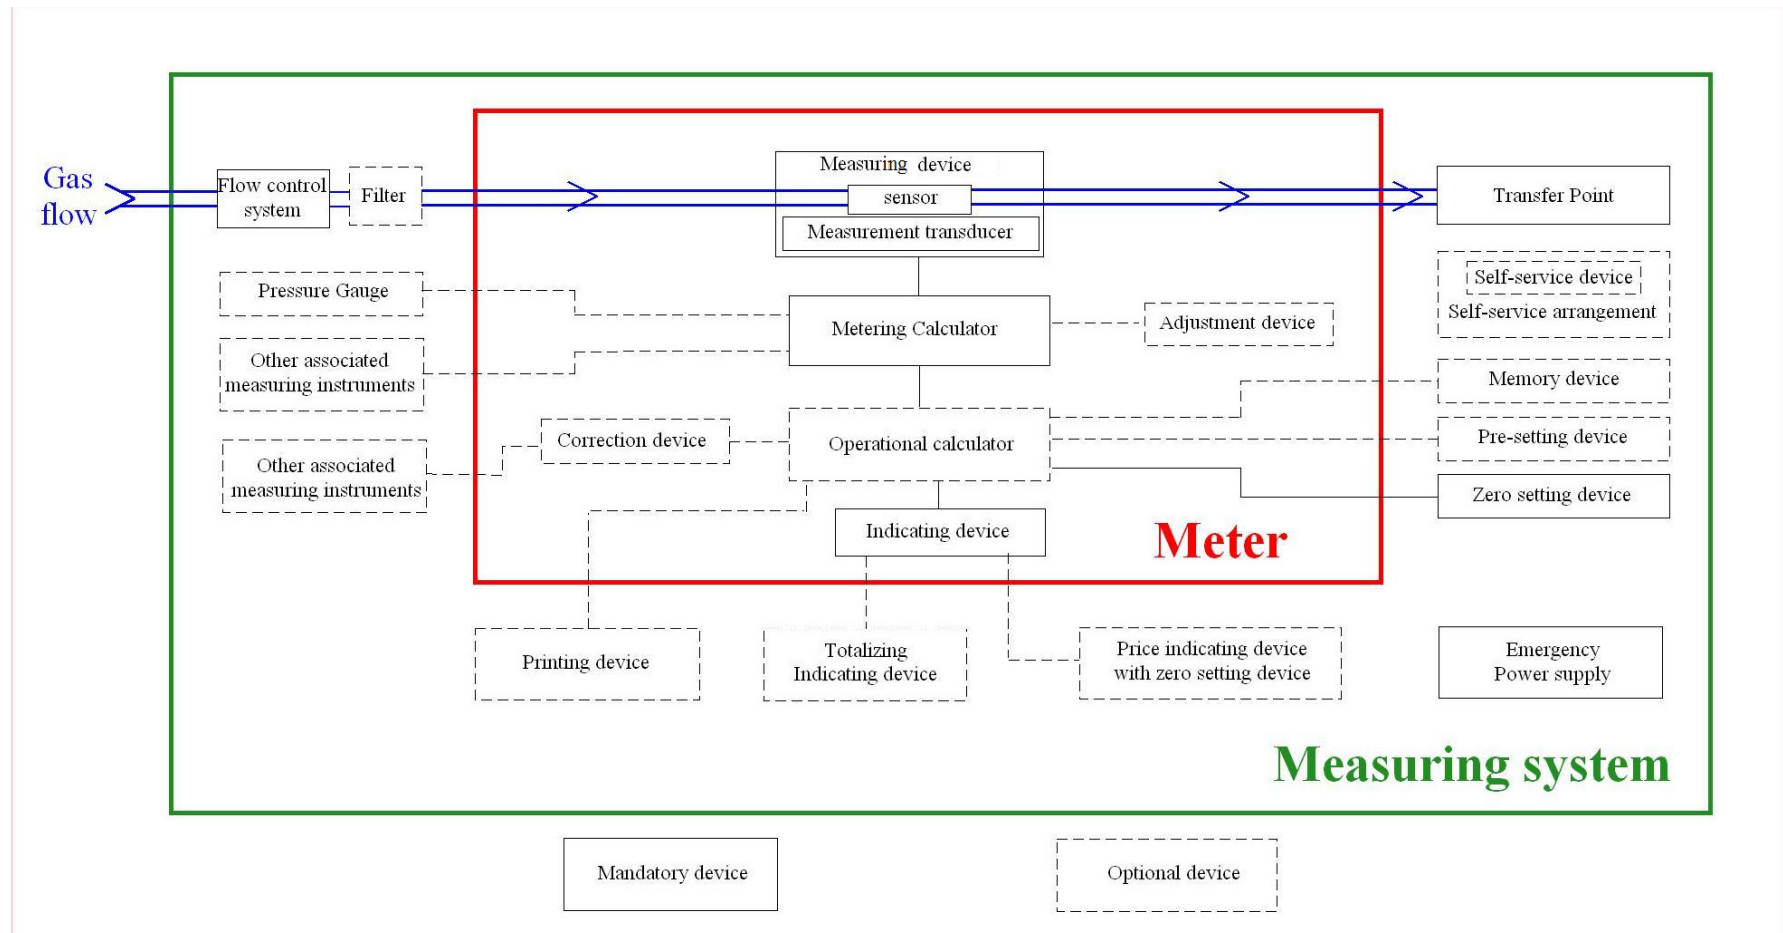 Gas
flow
Flow control
system
Filter
Measuring device
sensor
Measurement transducer
Transfer Point
Pressure Gauge
Metering Calculator
Adjustment device
Self-service device
Self-service arrangement
Other associated
measuring instruments
Memory device
Other associated
measuring instruments
Correction device
Operational calculator
Pre-setting device
Zero setting device
Indicating device
Meter
Printing device
Totalizing
Indicating device
Price indicating device
with zero setting device
Emergency
Power supply
Measuring system
Mandatory device
Optional device